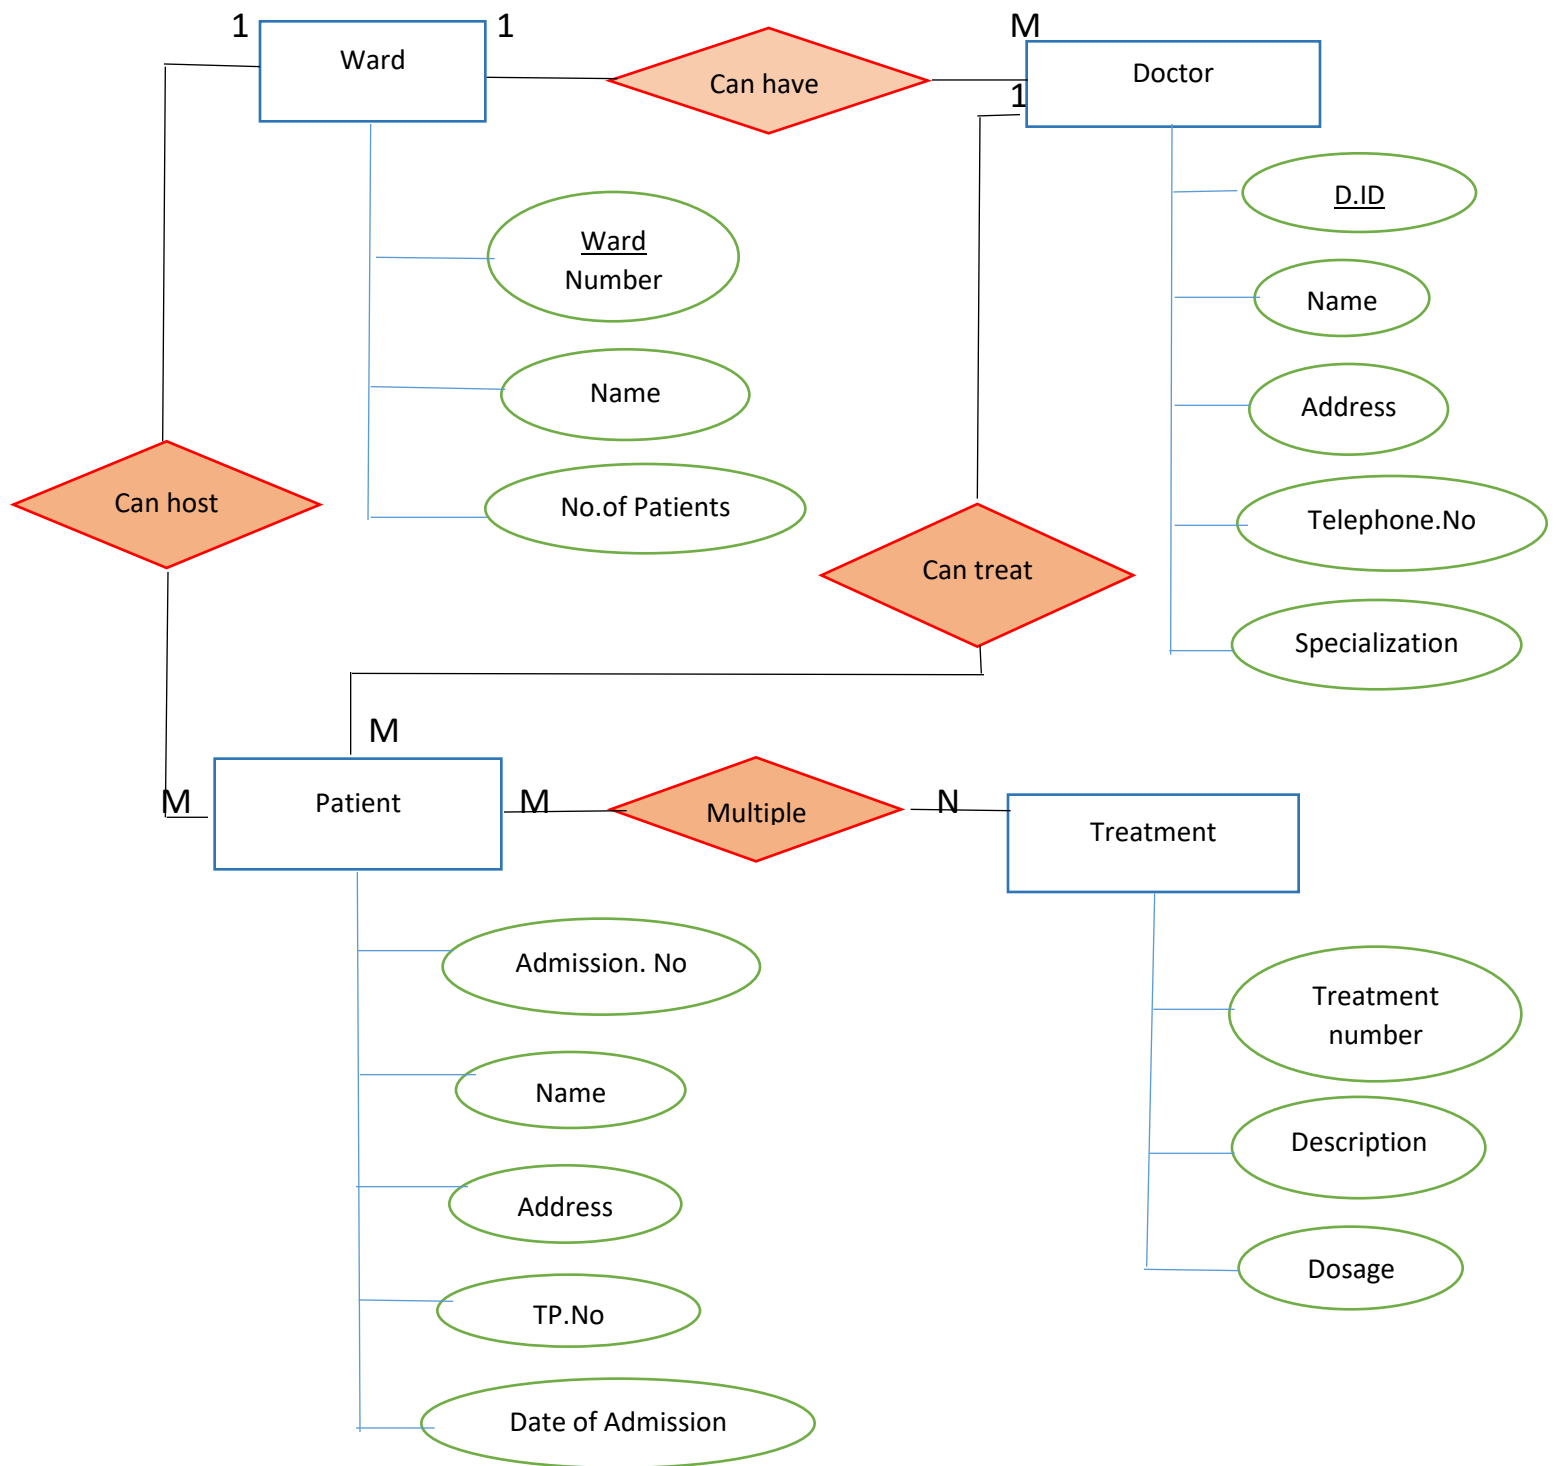 1
Ward
1
Can have
M
Doctor
1
D.ID
Ward
Number
Name
Name
Address
Can host
No.of Patients
Telephone.No
Can treat
Specialization
M
M
Patient
M
Multiple
N
Treatment
Admission. No
Treatment
number
Name
Description
Address
Dosage
TP.No
Date of Admission